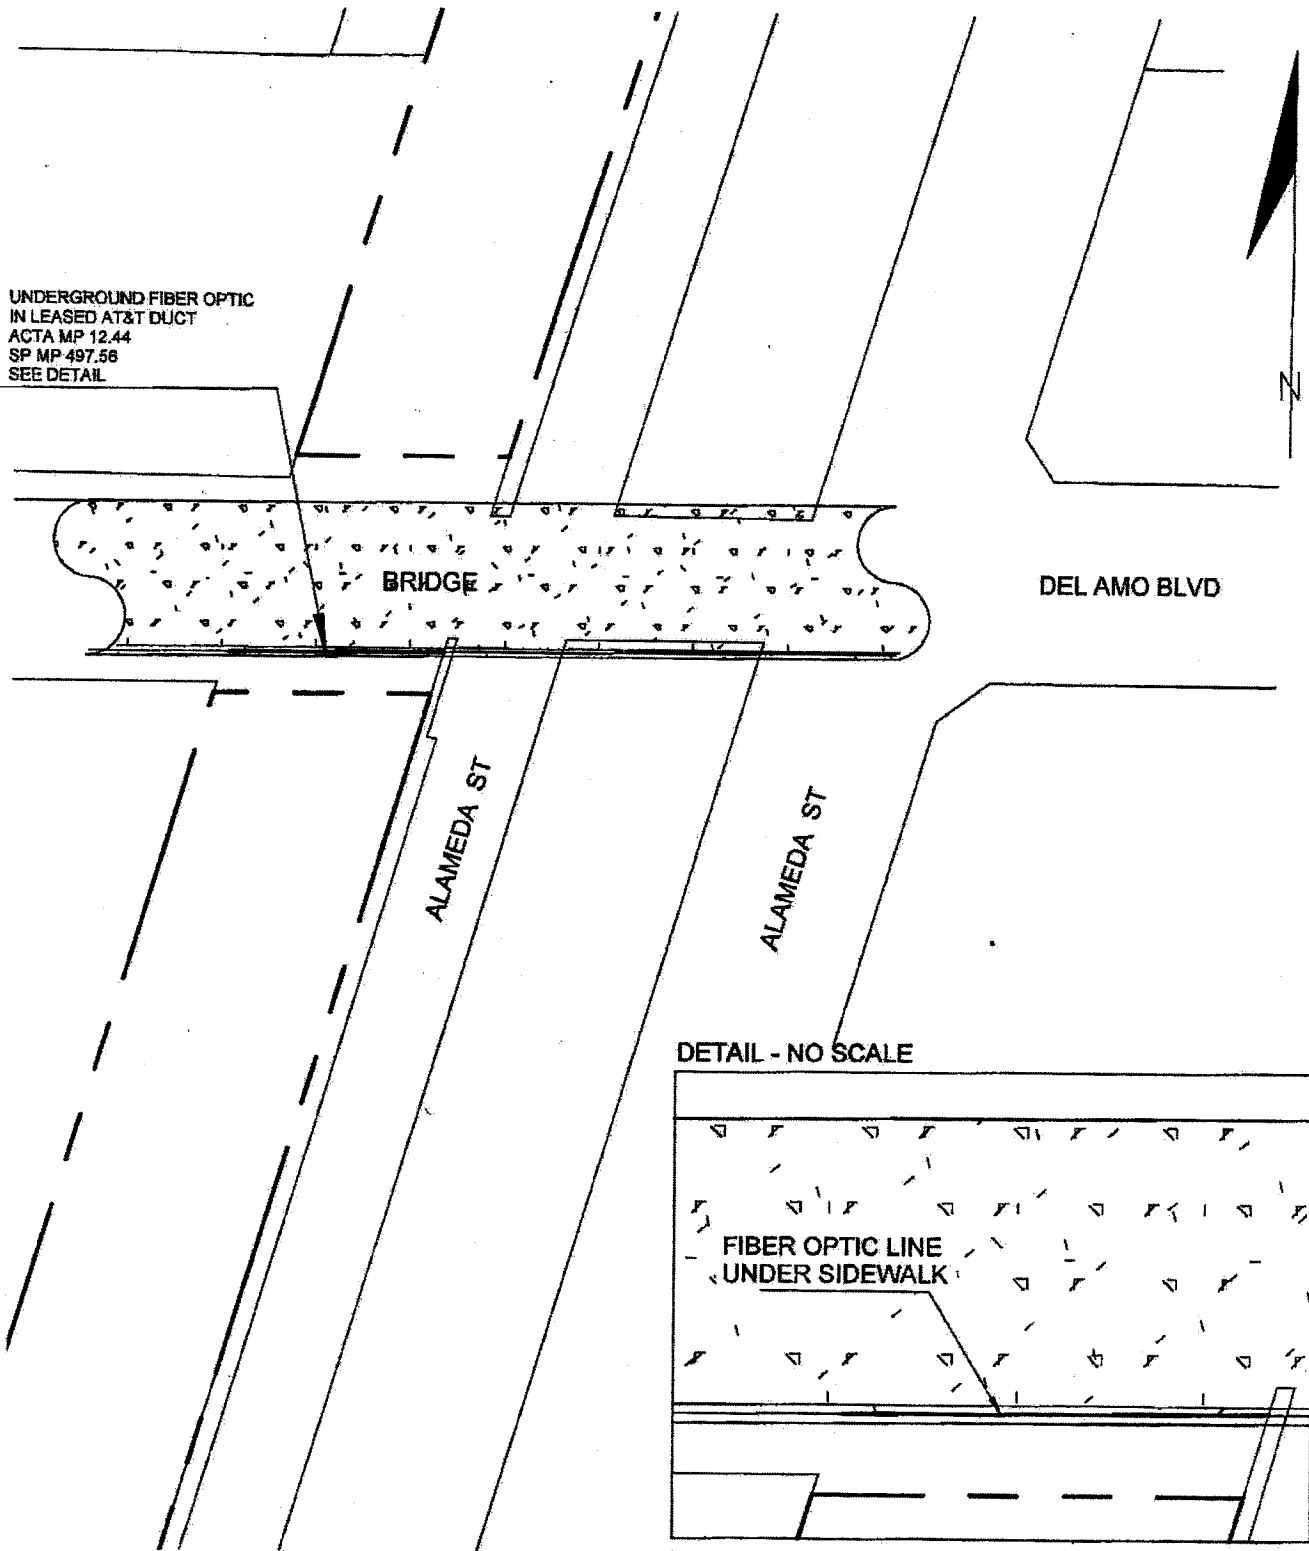 UNDERGROUND FIBER OPTIC
IN LEASED AT&T DUCT
ACTA MP 12.44
SP MP 497.56
SEE DETAIL
N
BRIDGE
DEL AMO BLVD
ALAMEDA ST
ALAMEDA ST
DETAIL - NO SCALE
FIBER OPTIC LINE
UNDER SIDEWALK